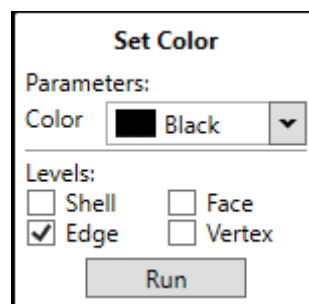 Set Color
Parameters:
Color Black
Levels:
Shell Face
Edge Vertex
Run